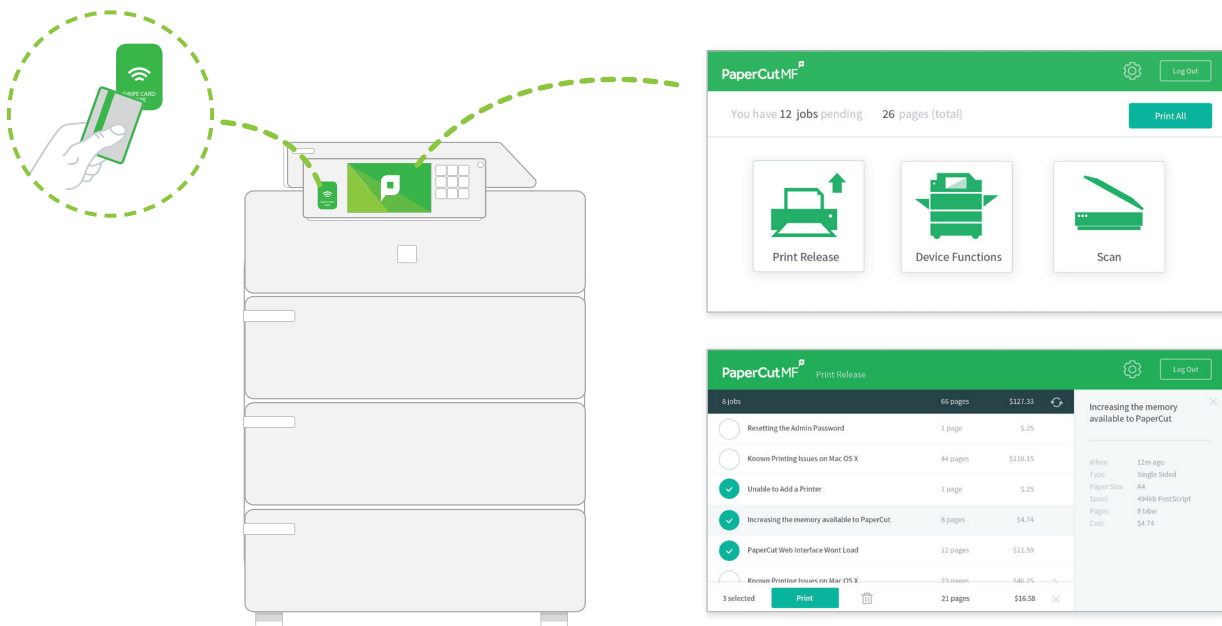 SWIPE CARD
HERE
PaperCutMF
Log Out
You have 12 jobs pending 26 pages (total)
Print All
Print Release
Device Functions
Scan
PaperCutMF Print Release
Log Out
8 jobs 66 pages $127.33
Resetting the Admin Password 1 page $.25
Known Printing Issues on Mac OS X 44 pages $110.15
Unable to Add a Printer 1 page $.25
Increasing the memory available to PaperCut 8 pages $4.74
PaperCut Web Interface Wont Load 12 pages $11.59
Known Printing Issues on Mac OS X 23 pages $46.25
3 selected Print 21 pages $16.58
Increasing the memory
available to PaperCut
When 12m ago
Type Single Sided
Paper Size A4
Spool 494kb PostScript
Pages 8 b&w
Cost $4.74